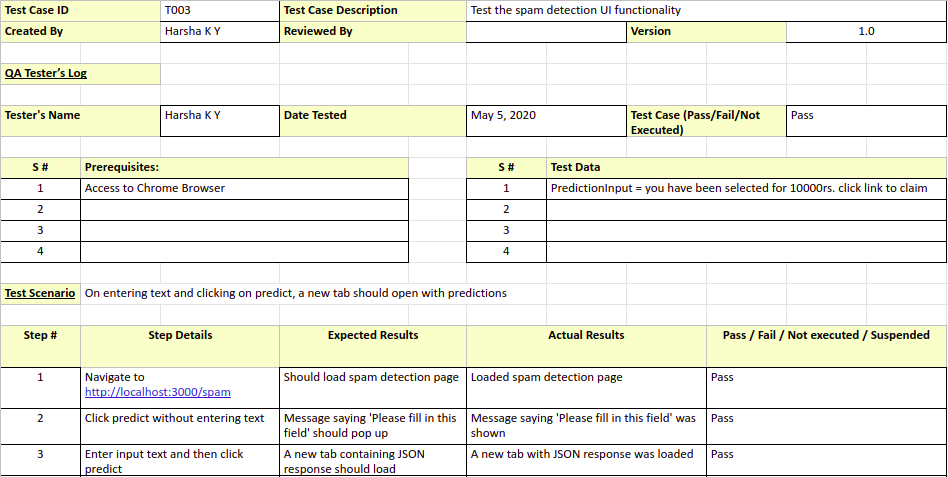 Test Case ID T003 Test Case Description Test the spam detection UI functionality
Created By Harsha K Y Reviewed By Version 1.0
QA Tester's Log
Tester's Name Harsha K Y Date Tested May 5, 2020 Test Case (Pass/Fail/Not Pass
Executed)
S # Prerequisites: S # Test Data
1 Access to Chrome Browser 1 PredictionInput = you have been selected for 10000rs. click link to claim
2 2
3 3
4 4
Test Scenario On entering text and clicking on predict, a new tab should open with predictions
Step # Step Details Expected Results Actual Results Pass / Fail / Not executed / Suspended
1 Navigate to Should load spam detection page Loaded spam detection page Pass
http://localhost:3000/spam
2 Click predict without entering text Message saying 'Please fill in this Message saying 'Please fill in this field' was Pass
field' should pop up shown
3 Enter input text and then click A new tab containing JSON A new tab with JSON response was loaded Pass
predict response should load